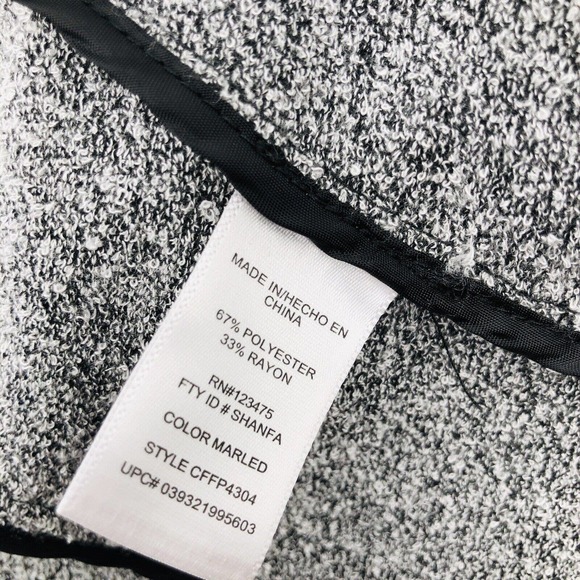 MADE IN/HECHO EN
CHINA
67% POLYESTER
33% RAYON
RN#123475
FTY ID # SHANFA
COLOR MARLED
STYLE CFFP4304
UPC# 039321995603